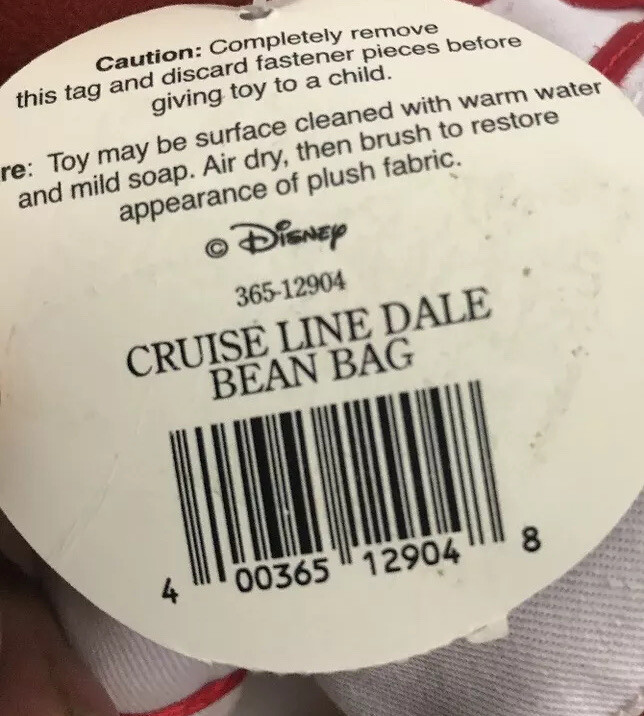 Caution: Completely remove
this tag and discard fastener pieces before
giving toy to a child.
re: Toy may be surface cleaned with warm water
and mild soap. Air dry, then brush to restore
appearance of plush fabric.
© Disney
365-12904
CRUISE LINE DALE
BEAN BAG
4 00365 12904 8